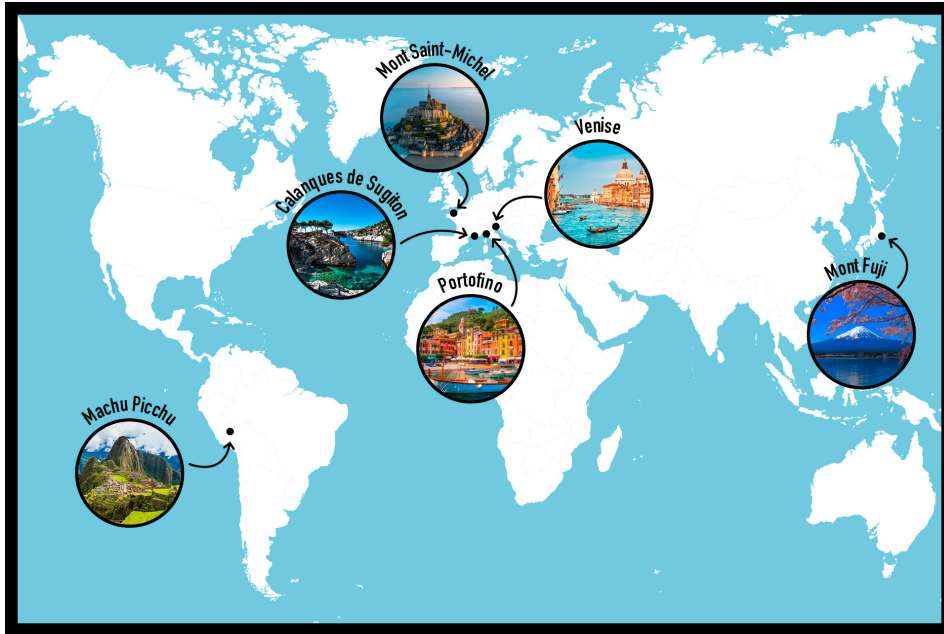 Mont Saint-Michel
Venise
Calanques de Sugiton
Portofino
Mont Fuji
Machu Picchu